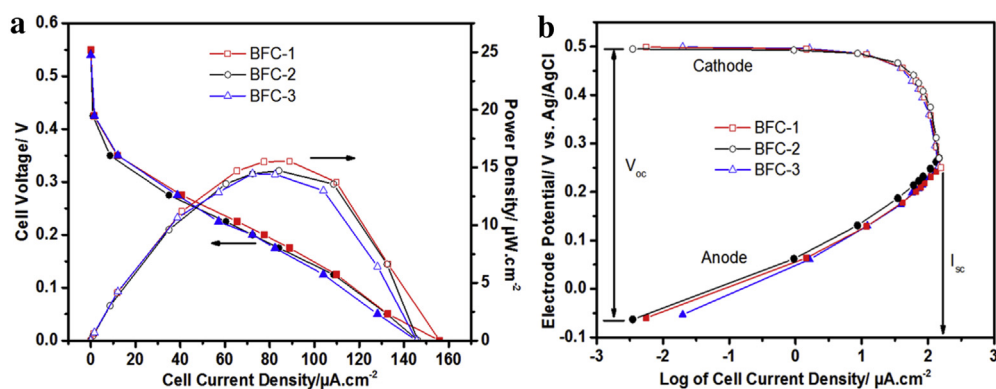 a
Cell Voltage/ V
0.6
0.5
0.4
0.3
0.2
0.1
0.0
BFC-1
BFC-2
BFC-3
25
20
15
10
5
0
Power Density/ µW.cm⁻²
0 20 40 60 80 100 120 140 160
Cell Current Density/µA.cm⁻²
b
Electrode Potential/ V vs. Ag/AgCl
0.5
0.4
0.3
0.2
0.1
0.0
-0.1
Cathode
BFC-1
BFC-2
BFC-3
Voc
Anode
Isc
-3 -2 -1 0 1 2 3
Log of Cell Current Density/ µA.cm⁻²